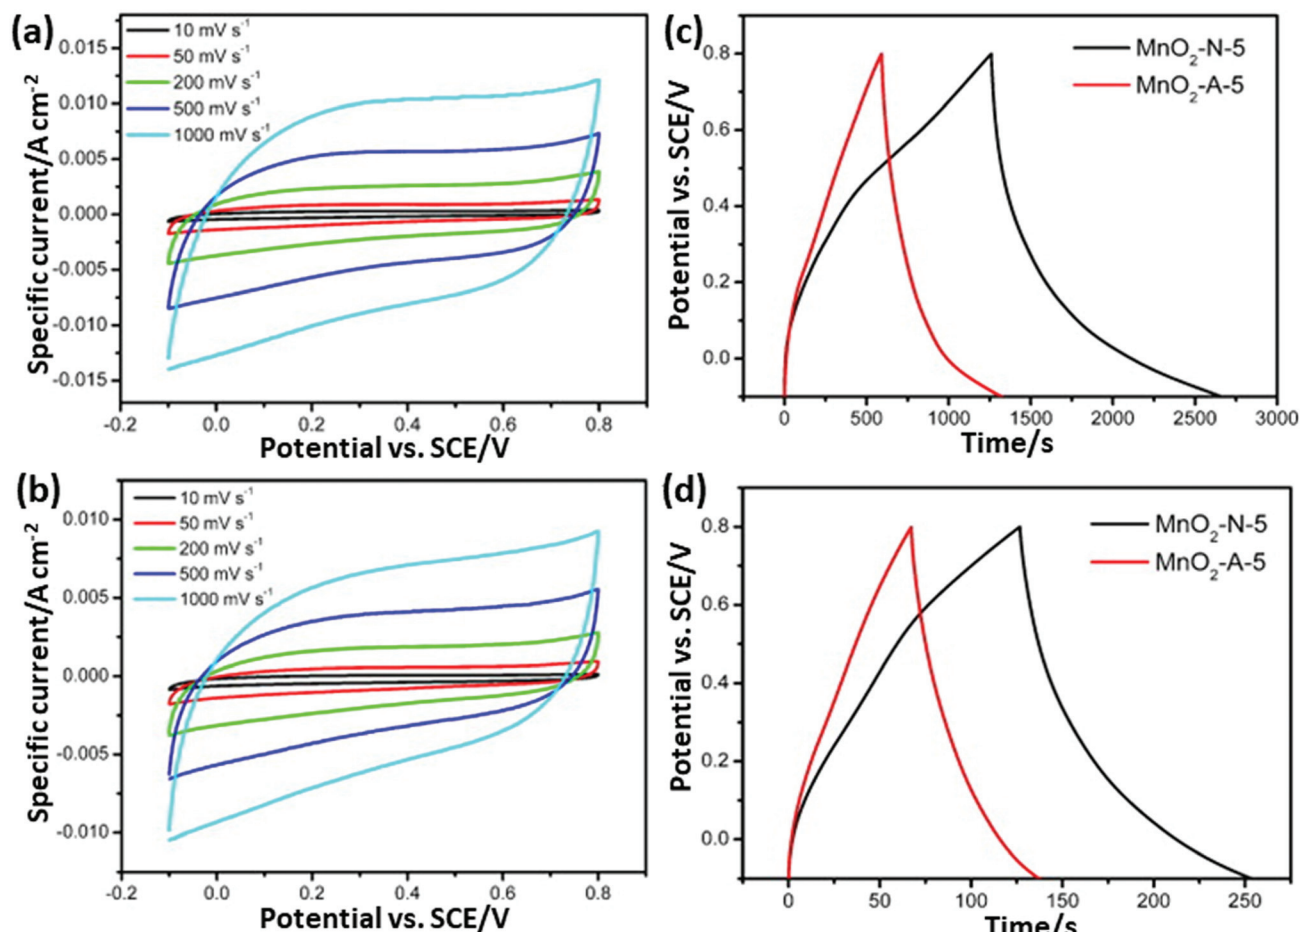 (a)
10 mV s⁻¹
50 mV s⁻¹
200 mV s⁻¹
500 mV s⁻¹
1000 mV s⁻¹
0.015
0.010
0.005
0.000
-0.005
-0.010
-0.015
Specific current/A cm⁻²
-0.2 0.0 0.2 0.4 0.6 0.8
Potential vs. SCE/V
(c)
MnO₂-N-5
MnO₂-A-5
0.8
0.6
0.4
0.2
0.0
Potential vs. SCE/V
0 500 1000 1500 2000 2500 3000
Time/s
(b)
10 mV s⁻¹
50 mV s⁻¹
200 mV s⁻¹
500 mV s⁻¹
1000 mV s⁻¹
0.010
0.005
0.000
-0.005
-0.010
Specific current/A cm⁻²
-0.2 0.0 0.2 0.4 0.6 0.8
Potential vs. SCE/V
(d)
MnO₂-N-5
MnO₂-A-5
0.8
0.6
0.4
0.2
0.0
Potential vs. SCE/V
0 50 100 150 200 250
Time/s